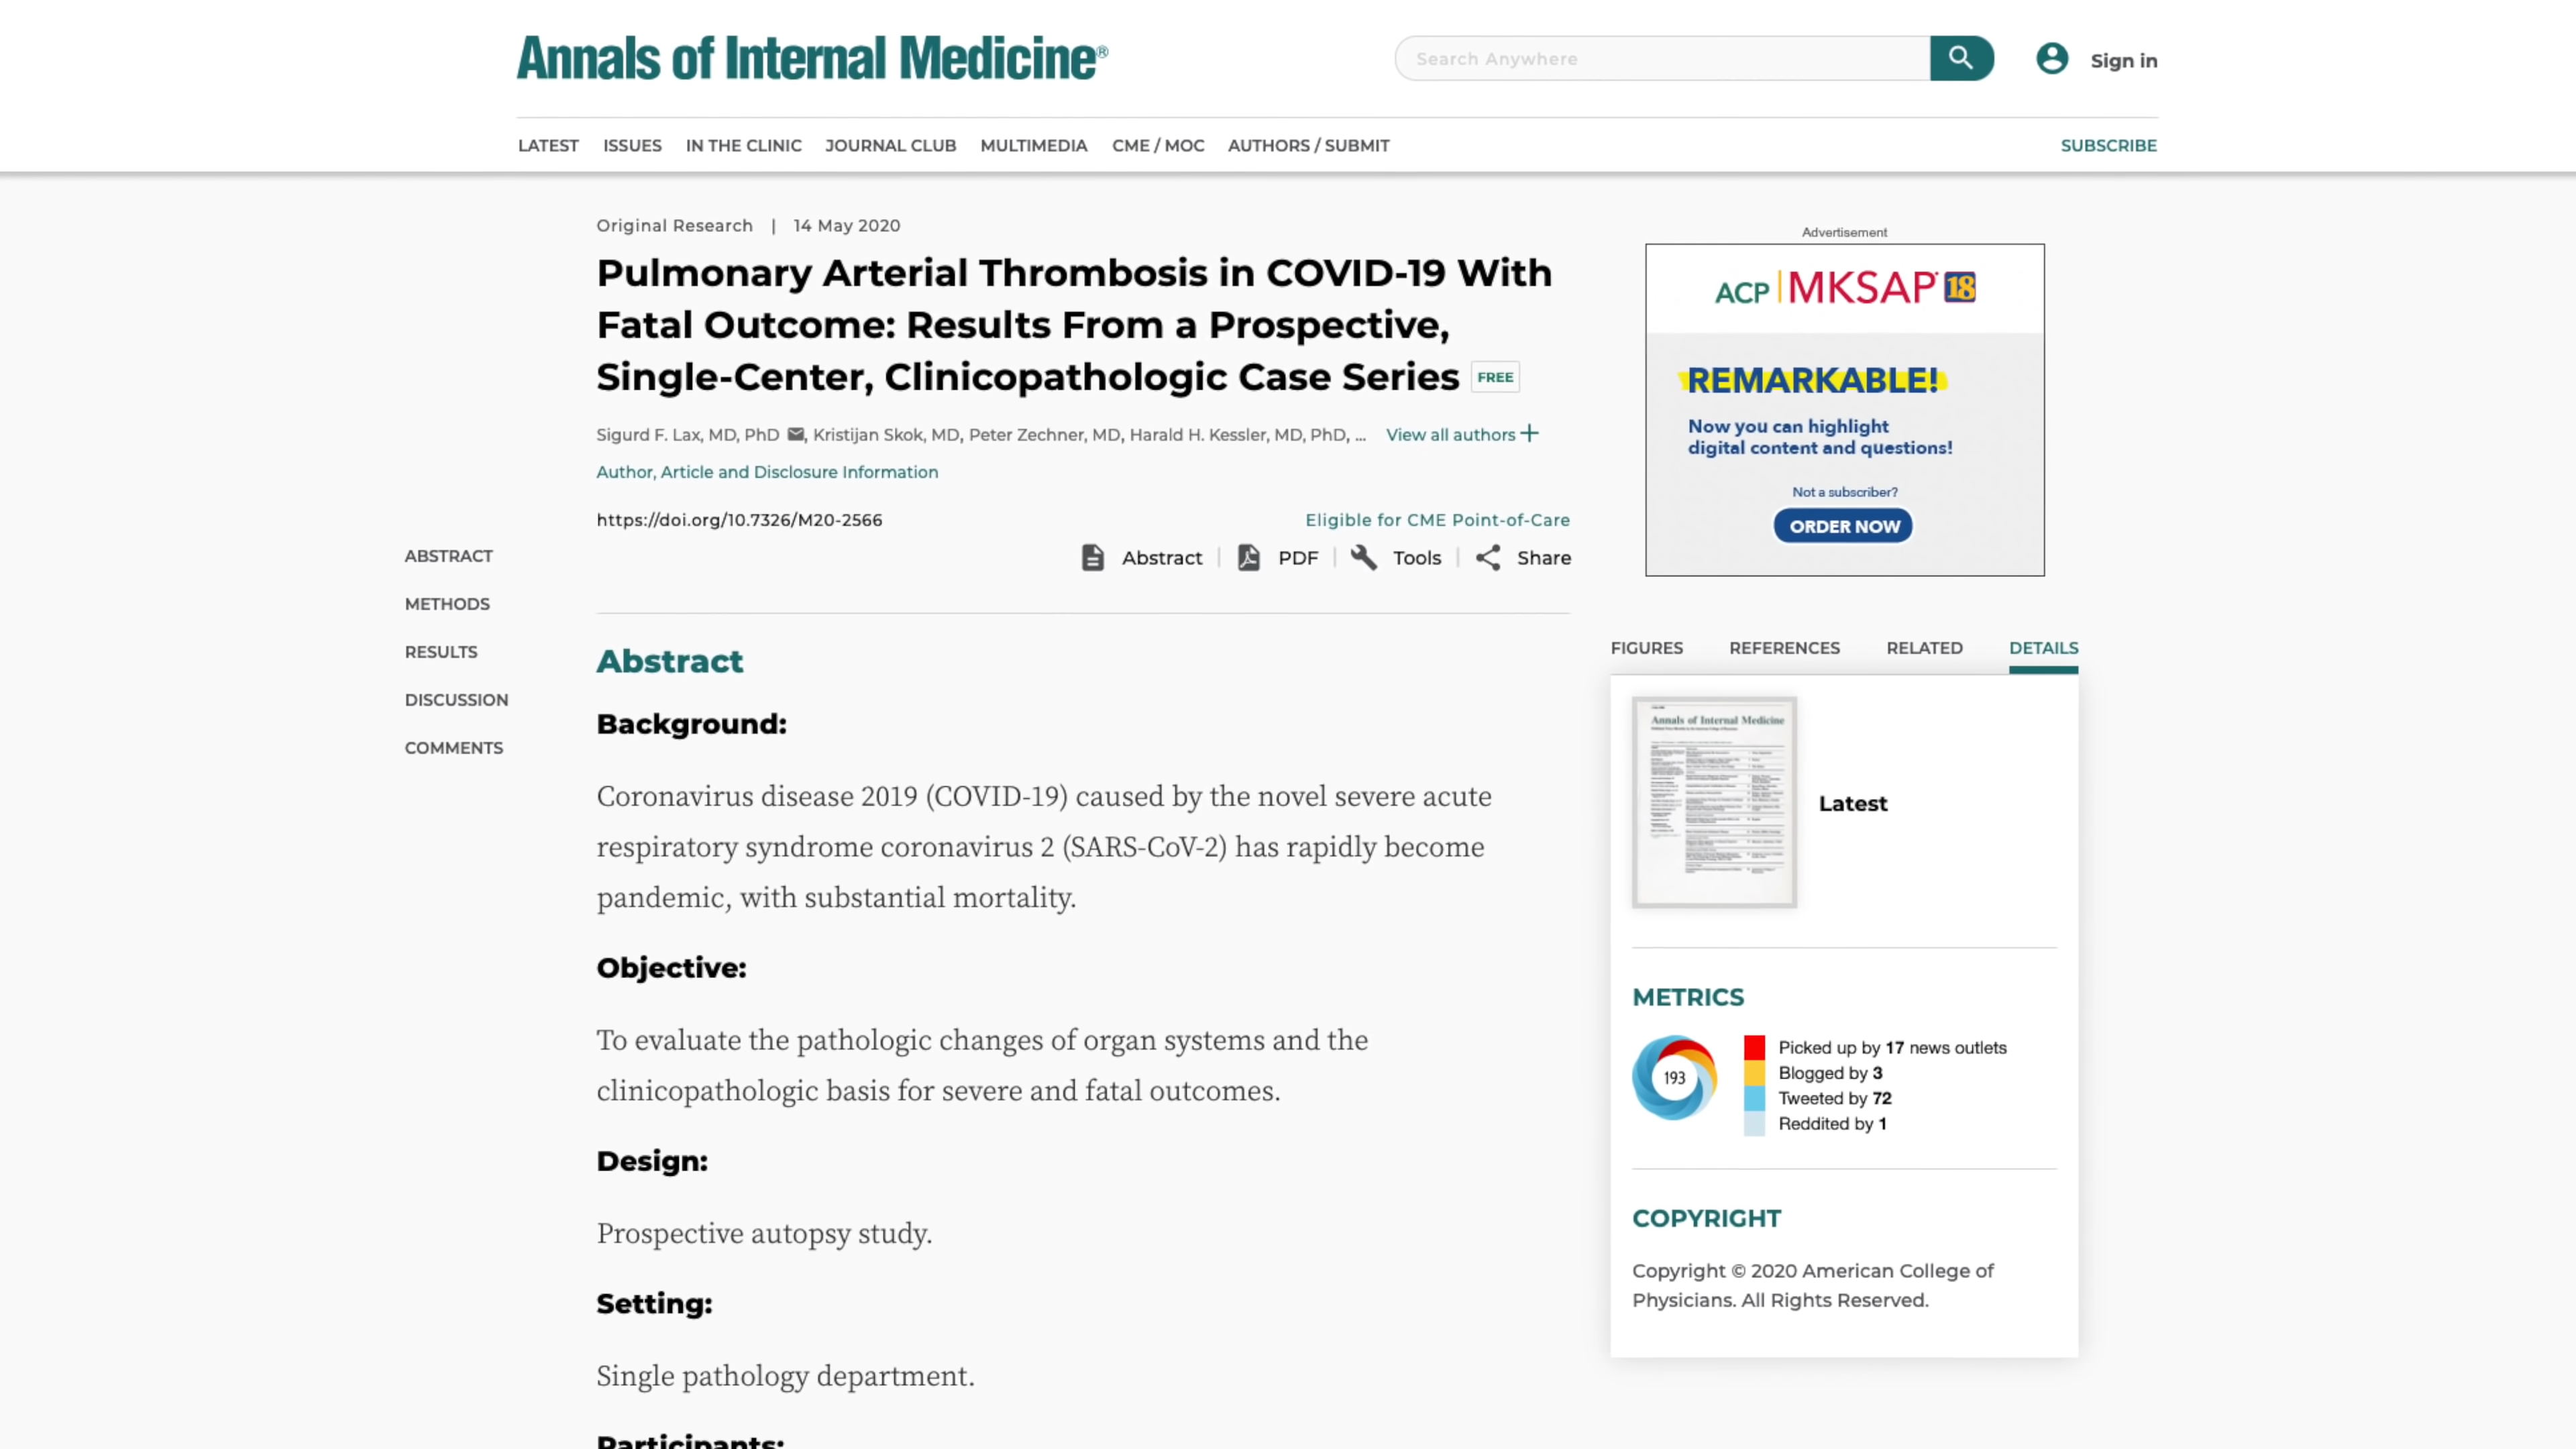 Annals of Internal Medicine®
Search Anywhere
Sign in
LATEST ISSUES IN THE CLINIC JOURNAL CLUB MULTIMEDIA CME / MOC AUTHORS / SUBMIT
SUBSCRIBE
Original Research | 14 May 2020
Pulmonary Arterial Thrombosis in COVID-19 With
Fatal Outcome: Results From a Prospective,
Single-Center, Clinicopathologic Case Series FREE
Sigurd F. Lax, MD, PhD, Kristijan Skok, MD, Peter Zechner, MD, Harald H. Kessler, MD, PhD, ... View all authors
Author, Article and Disclosure Information
https://doi.org/10.7326/M20-2566
Eligible for CME Point-of-Care
Abstract | PDF | Tools | Share
ABSTRACT
METHODS
RESULTS
DISCUSSION
COMMENTS
Abstract
Background:
Coronavirus disease 2019 (COVID-19) caused by the novel severe acute
respiratory syndrome coronavirus 2 (SARS-CoV-2) has rapidly become
pandemic, with substantial mortality.
Objective:
To evaluate the pathologic changes of organ systems and the
clinicopathologic basis for severe and fatal outcomes.
Design:
Prospective autopsy study.
Setting:
Single pathology department.
Participants:
Advertisement
ACP MKSAP 18
REMARKABLE!
Now you can highlight
digital content and questions!
Not a subscriber?
ORDER NOW
FIGURES REFERENCES RELATED DETAILS
Annals of Internal Medicine
Latest
METRICS
193
Picked up by 17 news outlets
Blogged by 3
Tweeted by 72
Reddited by 1
COPYRIGHT
Copyright © 2020 American College of
Physicians. All Rights Reserved.